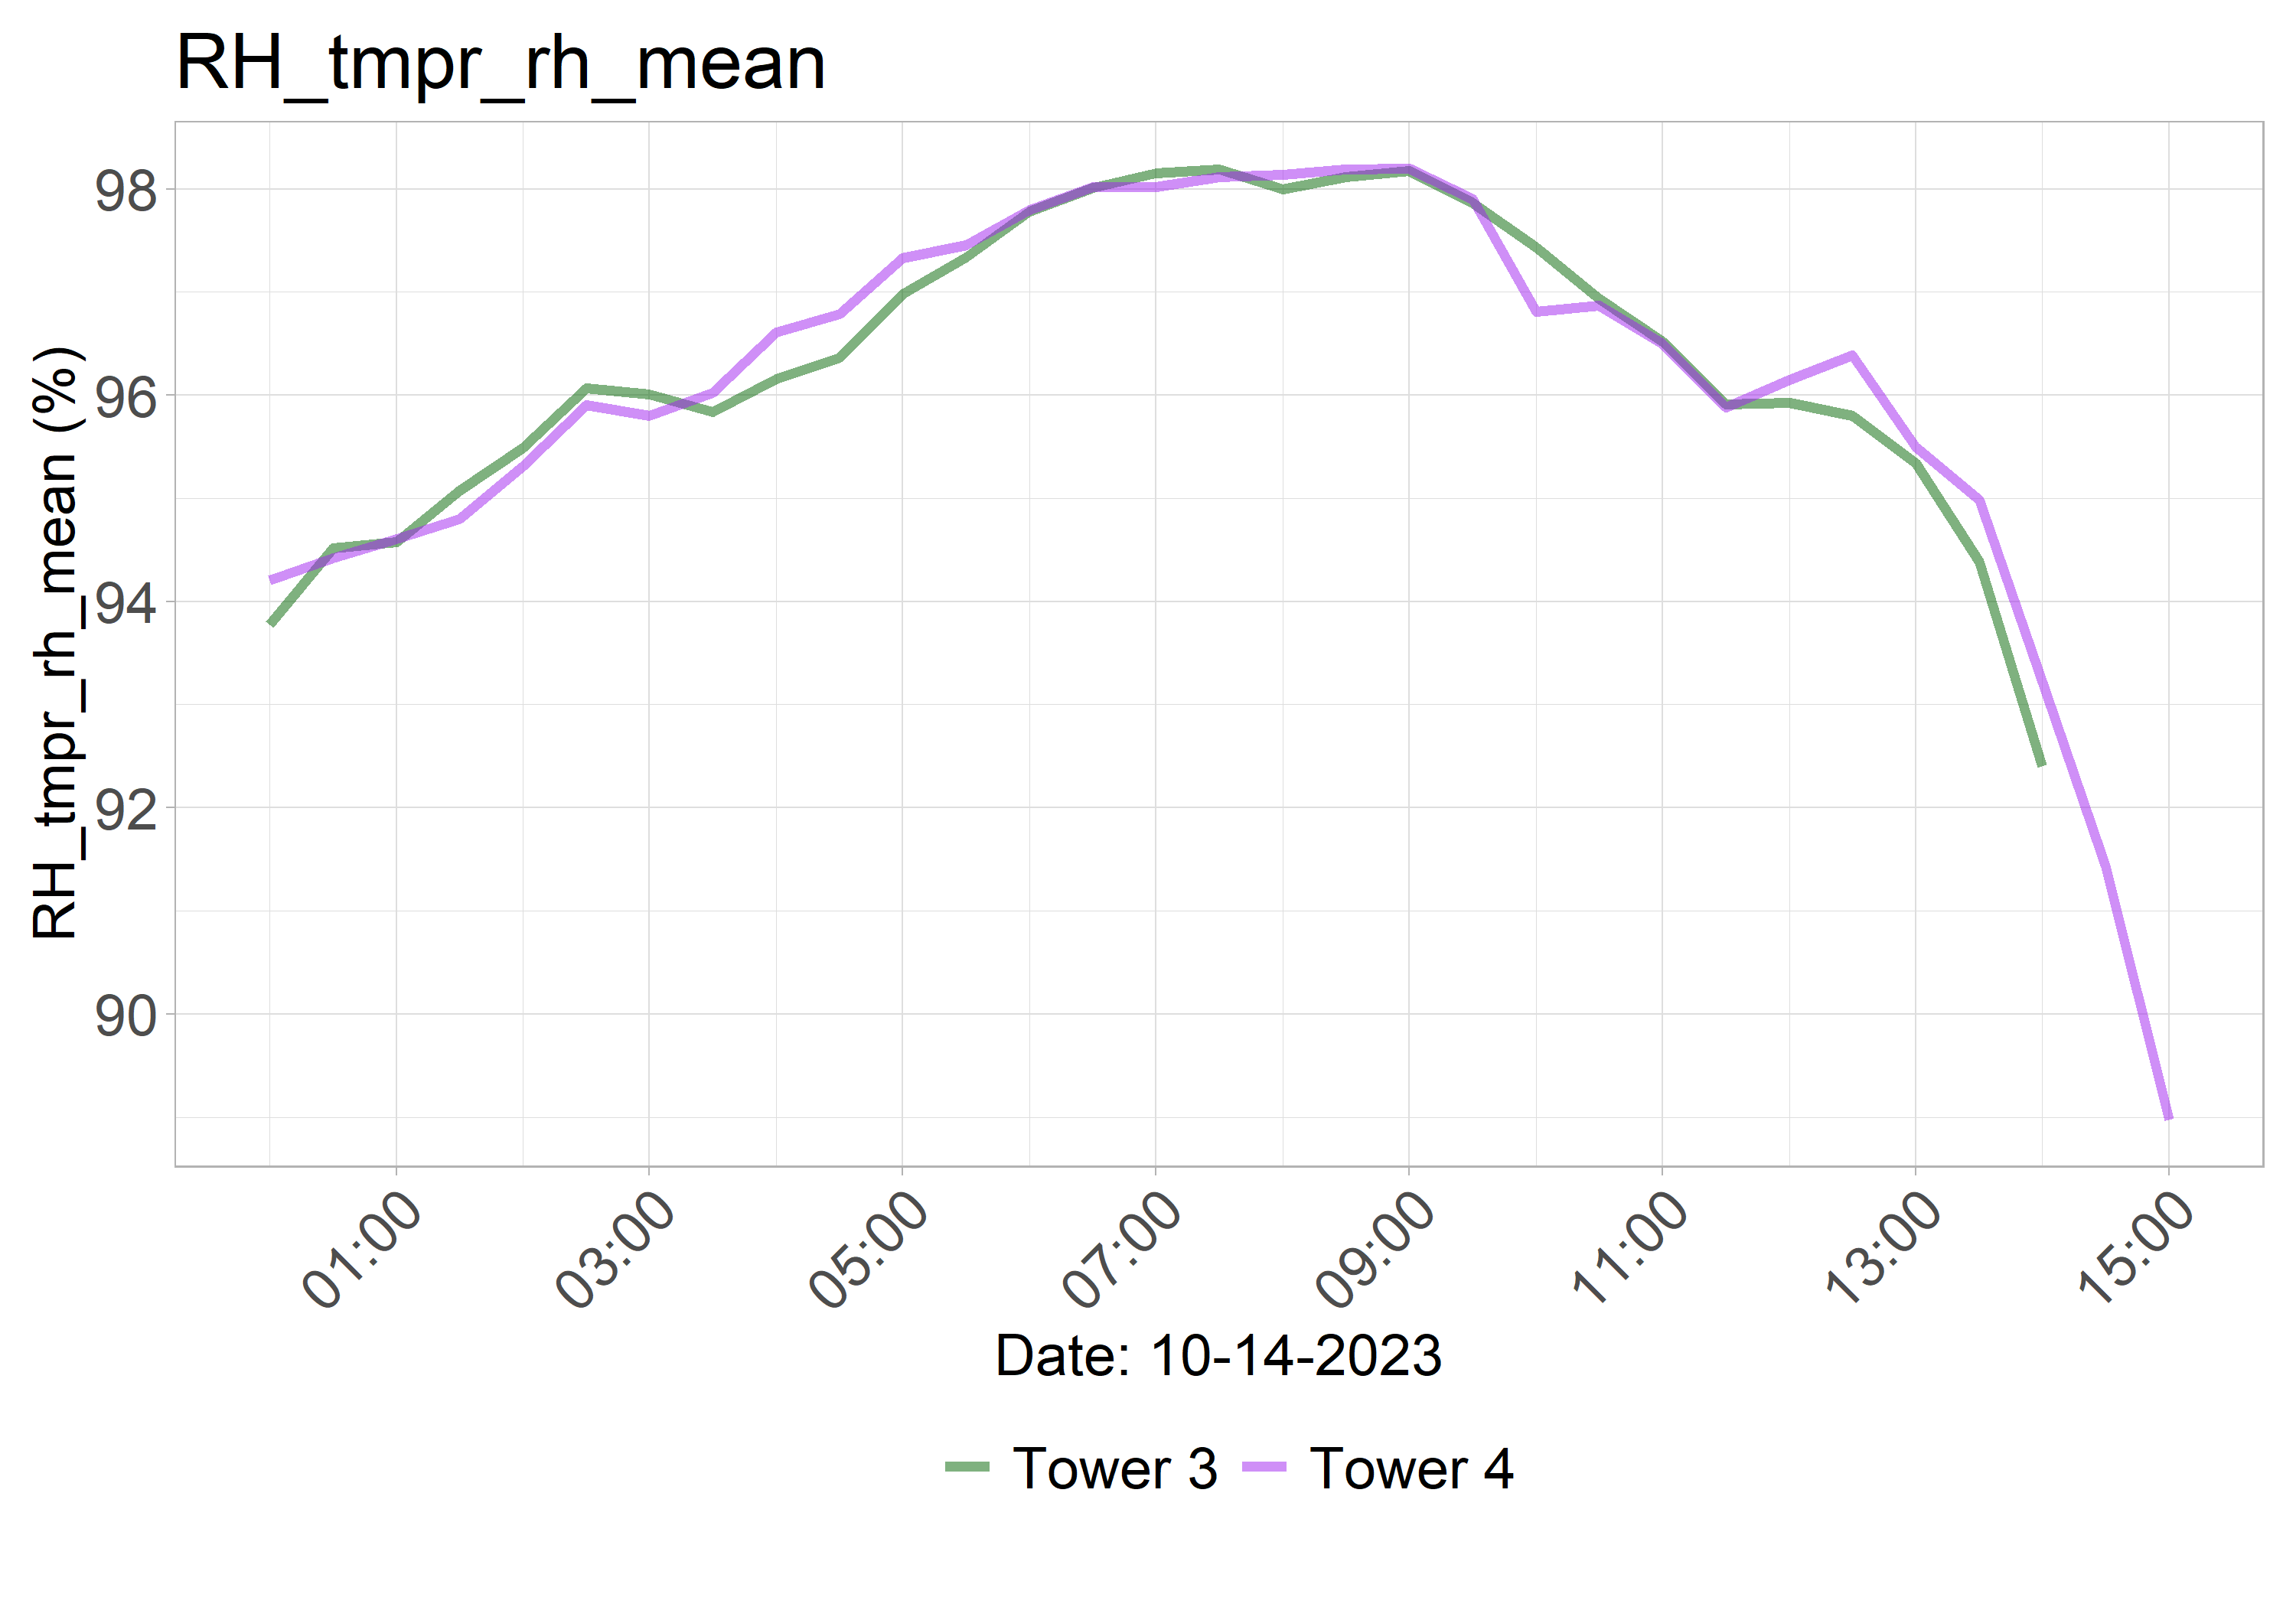 RH_tmpr_rh_mean
RH_tmpr_rh_mean (%)
98
96
94
92
90
01:00 03:00 05:00 07:00 09:00 11:00 13:00 15:00
Date: 10-14-2023
Tower 3 Tower 4